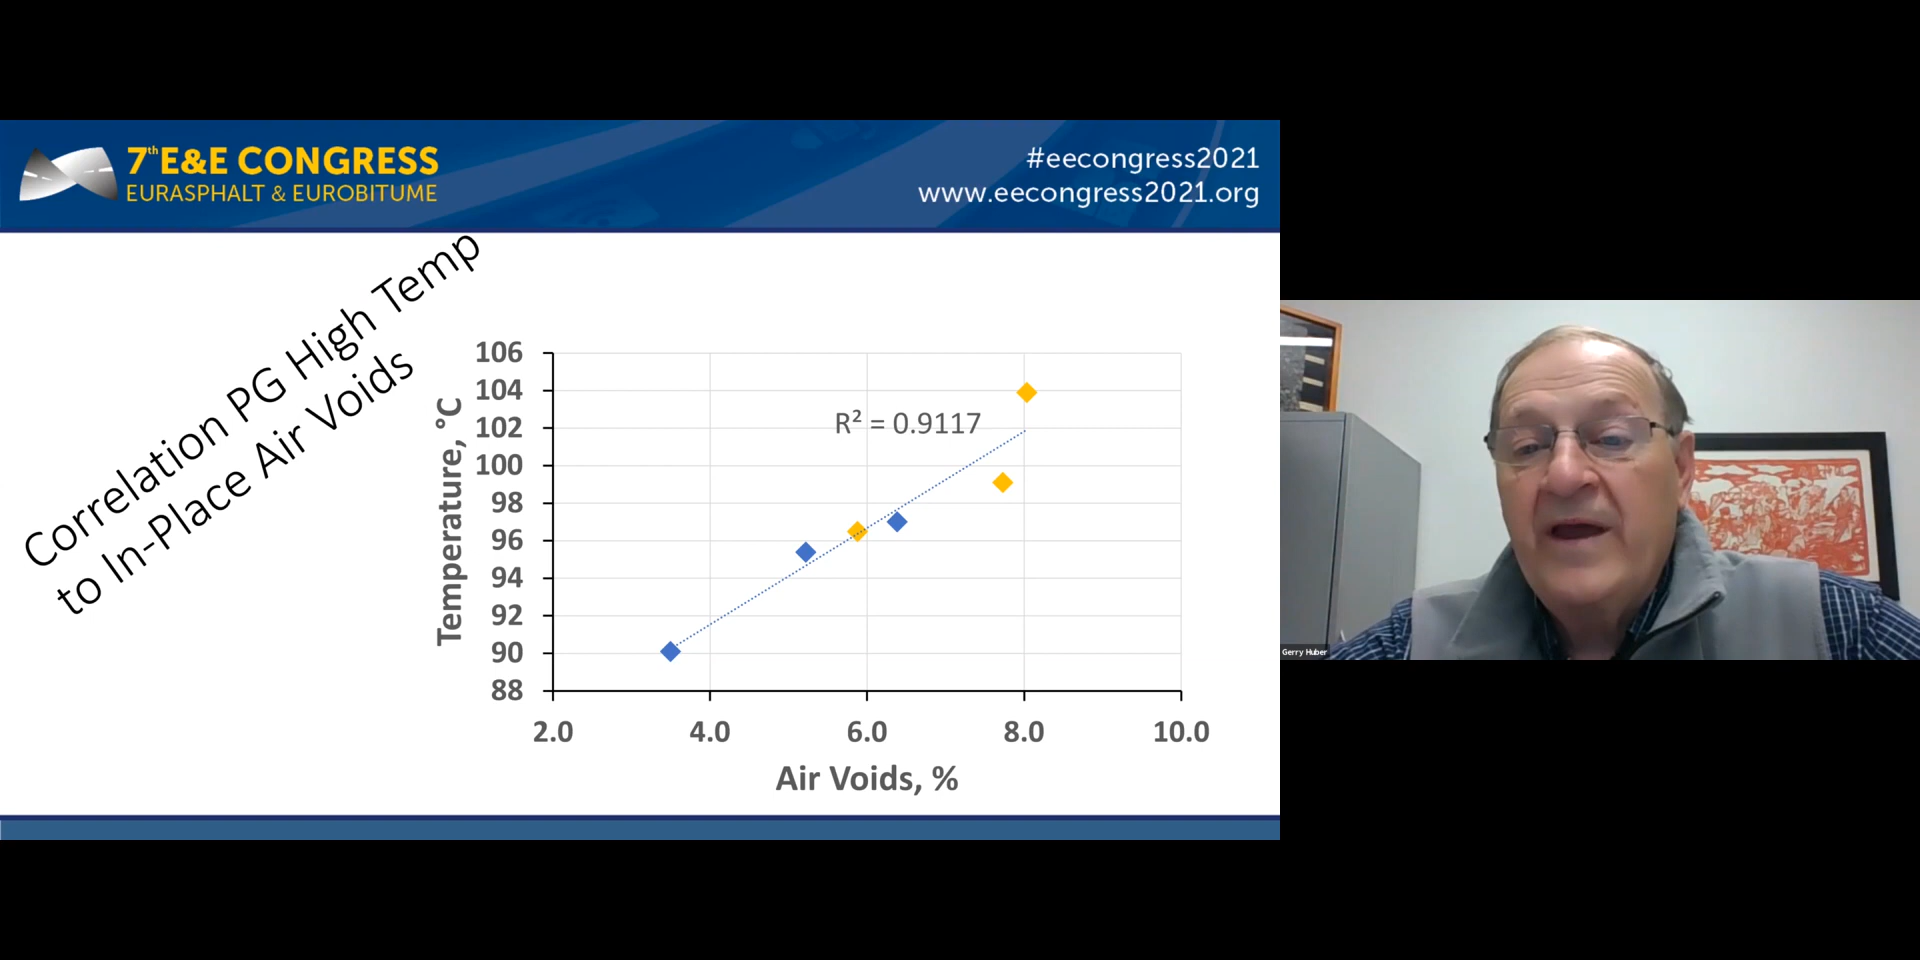 7th E&E CONGRESS
EURASPHALT & EUROBITUME
#eecongress2021
www.eecongress2021.org
Correlation PG High Temp
to In-Place Air Voids
Temperature, °C
106
104
102
100
98
96
94
92
90
88
R² = 0.9117
2.0 4.0 6.0 8.0 10.0
Air Voids, %
Gerry Huber